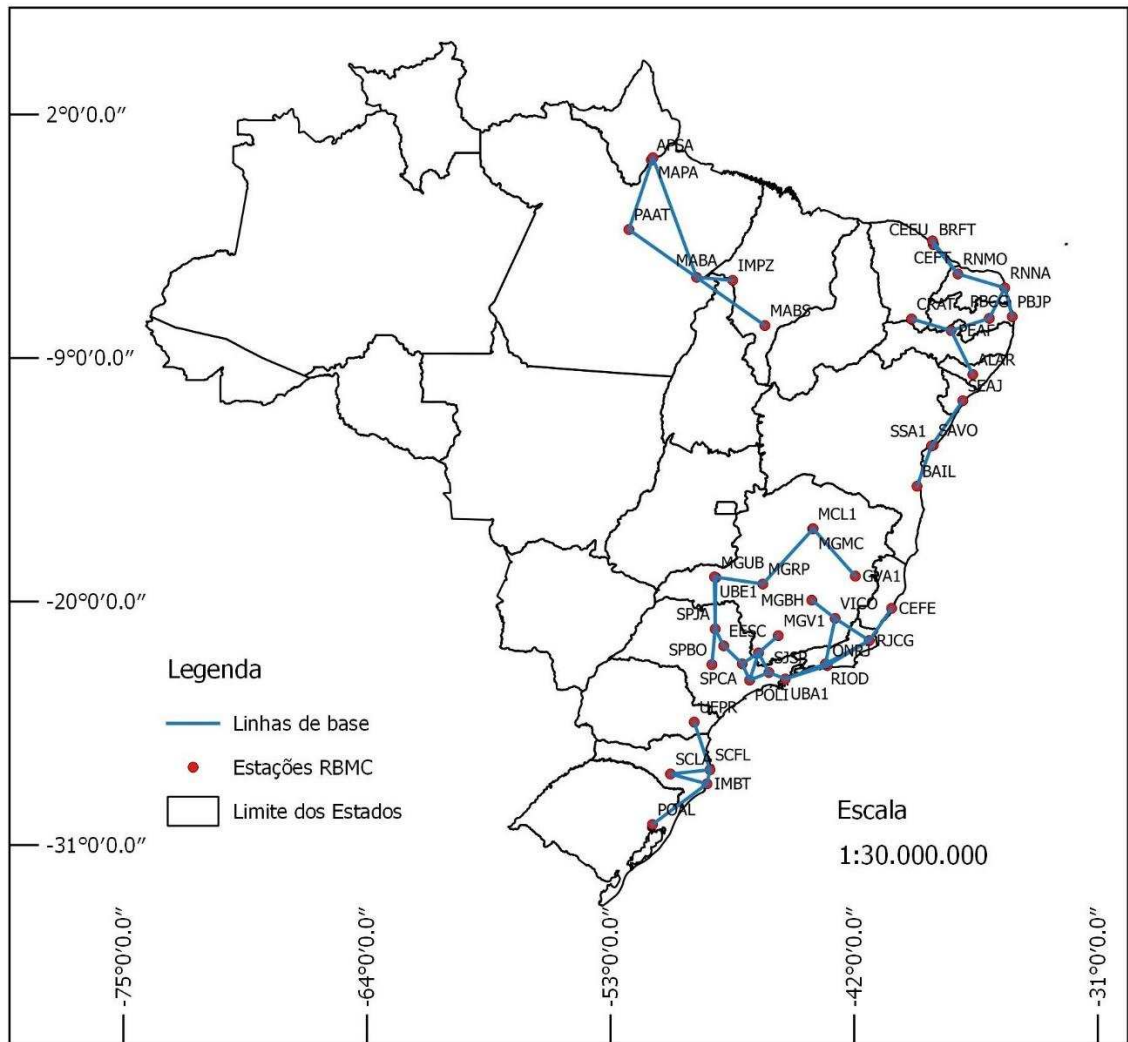 2°0'0.0"
APSA
MAPA
PAAT
CEEU BRFT
MABA
IMPZ
CEFT
RNMO
RNNA
MABS
CRAT
PBCG
PBJP
PEAF
-9°0'0.0"
ALAR
SEAJ
SSA1
SAVO
BAIL
MCL1
MGMC
MGUB
MGRP
GVA1
UBE1
-20°0'0.0"
MGBH
VICO
CEFE
SPJA
EESC
MGV1
RJCG
SPBO
SJSP
ONRJ
SPCA
RIOD
POLI
UBA1
Legenda
UFPR
Linhas de base
SCLA
SCFL
Estações RBMC
IMBT
Limite dos Estados
POAL
Escala
-31°0'0.0"
1:30.000.000
-75°0'0.0"
-64°0'0.0"
-53°0'0.0"
-42°0'0.0"
-31°0'0.0"